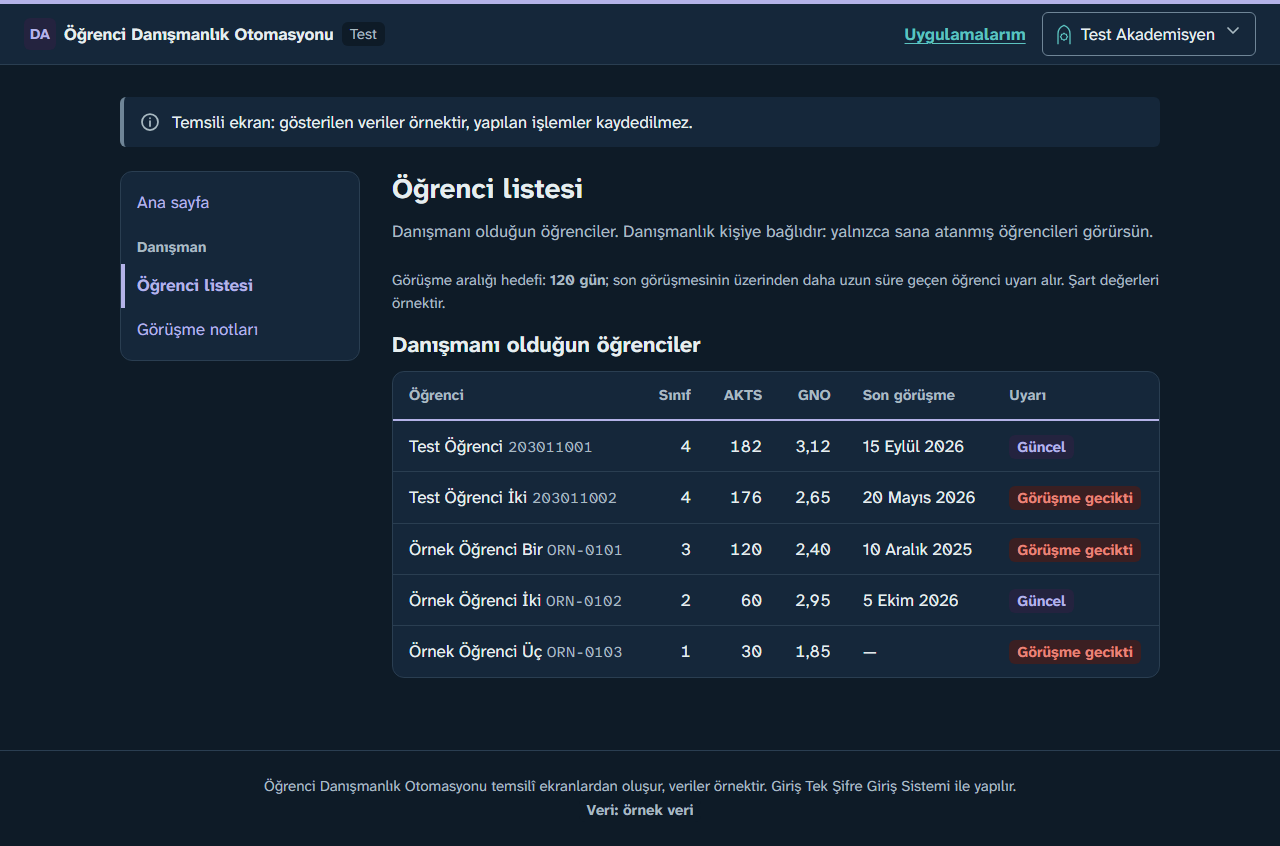 DA Öğrenci Danışmanlık Otomasyonu Test Uygulamalarım Test Akademisyen
Temsili ekran: gösterilen veriler örnektir, yapılan işlemler kaydedilmez.
Ana sayfa
Danışman
Öğrenci listesi
Görüşme notları
Öğrenci listesi
Danışmanı olduğun öğrenciler. Danışmanlık kişiye bağlıdır: yalnızca sana atanmış öğrencileri görürsün.
Görüşme aralığı hedefi: 120 gün; son görüşmesinin üzerinden daha uzun süre geçen öğrenci uyarı alır. Şart değerleri
örnektir.
Danışmanı olduğun öğrenciler
Öğrenci Sınıf AKTS GNO Son görüşme Uyarı
Test Öğrenci 203011001 4 182 3,12 15 Eylül 2026 Güncel
Test Öğrenci İki 203011002 4 176 2,65 20 Mayıs 2026 Görüşme gecikti
Örnek Öğrenci Bir ORN-0101 3 120 2,40 10 Aralık 2025 Görüşme gecikti
Örnek Öğrenci İki ORN-0102 2 60 2,95 5 Ekim 2026 Güncel
Örnek Öğrenci Üç ORN-0103 1 30 1,85 — Görüşme gecikti
Öğrenci Danışmanlık Otomasyonu temsilî ekranlardan oluşur, veriler örnektir. Giriş Tek Şifre Giriş Sistemi ile yapılır.
Veri: örnek veri